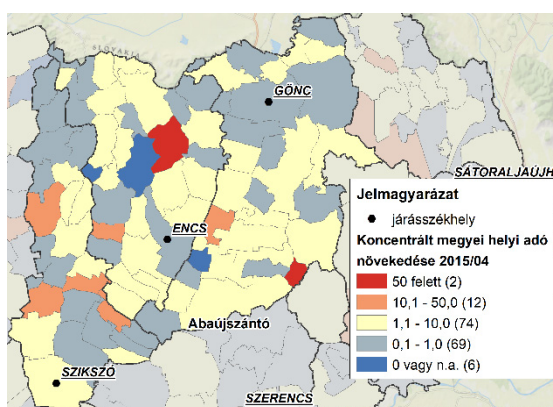 SLOVAKIA
GÖNC
SÁTORALJAÚJH
ENCS
Abaújszántó
SZIKSZÓ
SZERENCS
Jelmagyarázat
járásszékhely
Koncentrált megyei helyi adó
növekedése 2015/04
50 felett (2)
10,1 - 50,0 (12)
1,1 - 10,0 (74)
0,1 - 1,0 (69)
0 vagy n.a. (6)